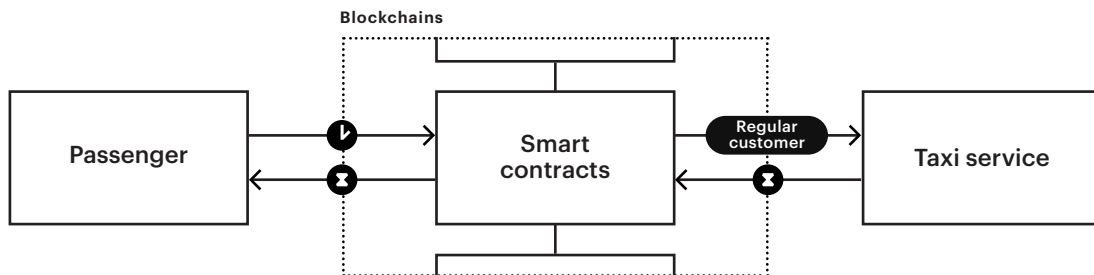 Blockchains
Passenger
Smart
contracts
Regular
customer
Taxi service